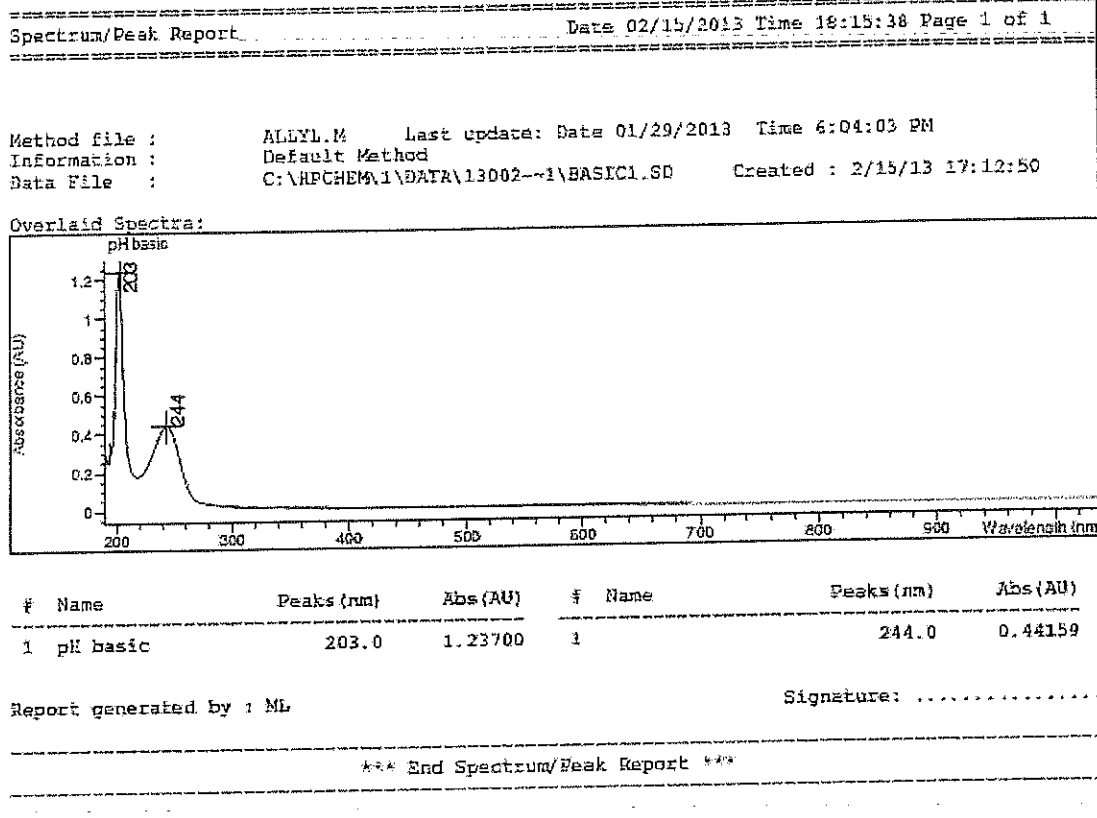 Spectrum/Peak Report Date 02/15/2013 Time 18:15:38 Page 1 of 1
Method file : ALLYL.M Last update: Date 01/29/2013 Time 6:04:03 PM
Information : Default Method
Data File : C:\HPCHEM\1\DATA\13002-~1\BASIC1.SD Created : 2/15/13 17:12:50
Overlaid Spectra:
pH basic
203
244
1.2
1
0.8
0.6
0.4
0.2
0
Absorbance (AU)
200 300 400 500 600 700 800 900 Wavelength (nm
# Name Peaks(nm) Abs(AU) # Name Peaks(nm) Abs(AU)
1 pH basic 203.0 1.23700 1 244.0 0.44159
Report generated by : ML Signature: ................
*** End Spectrum/Peak Report ***